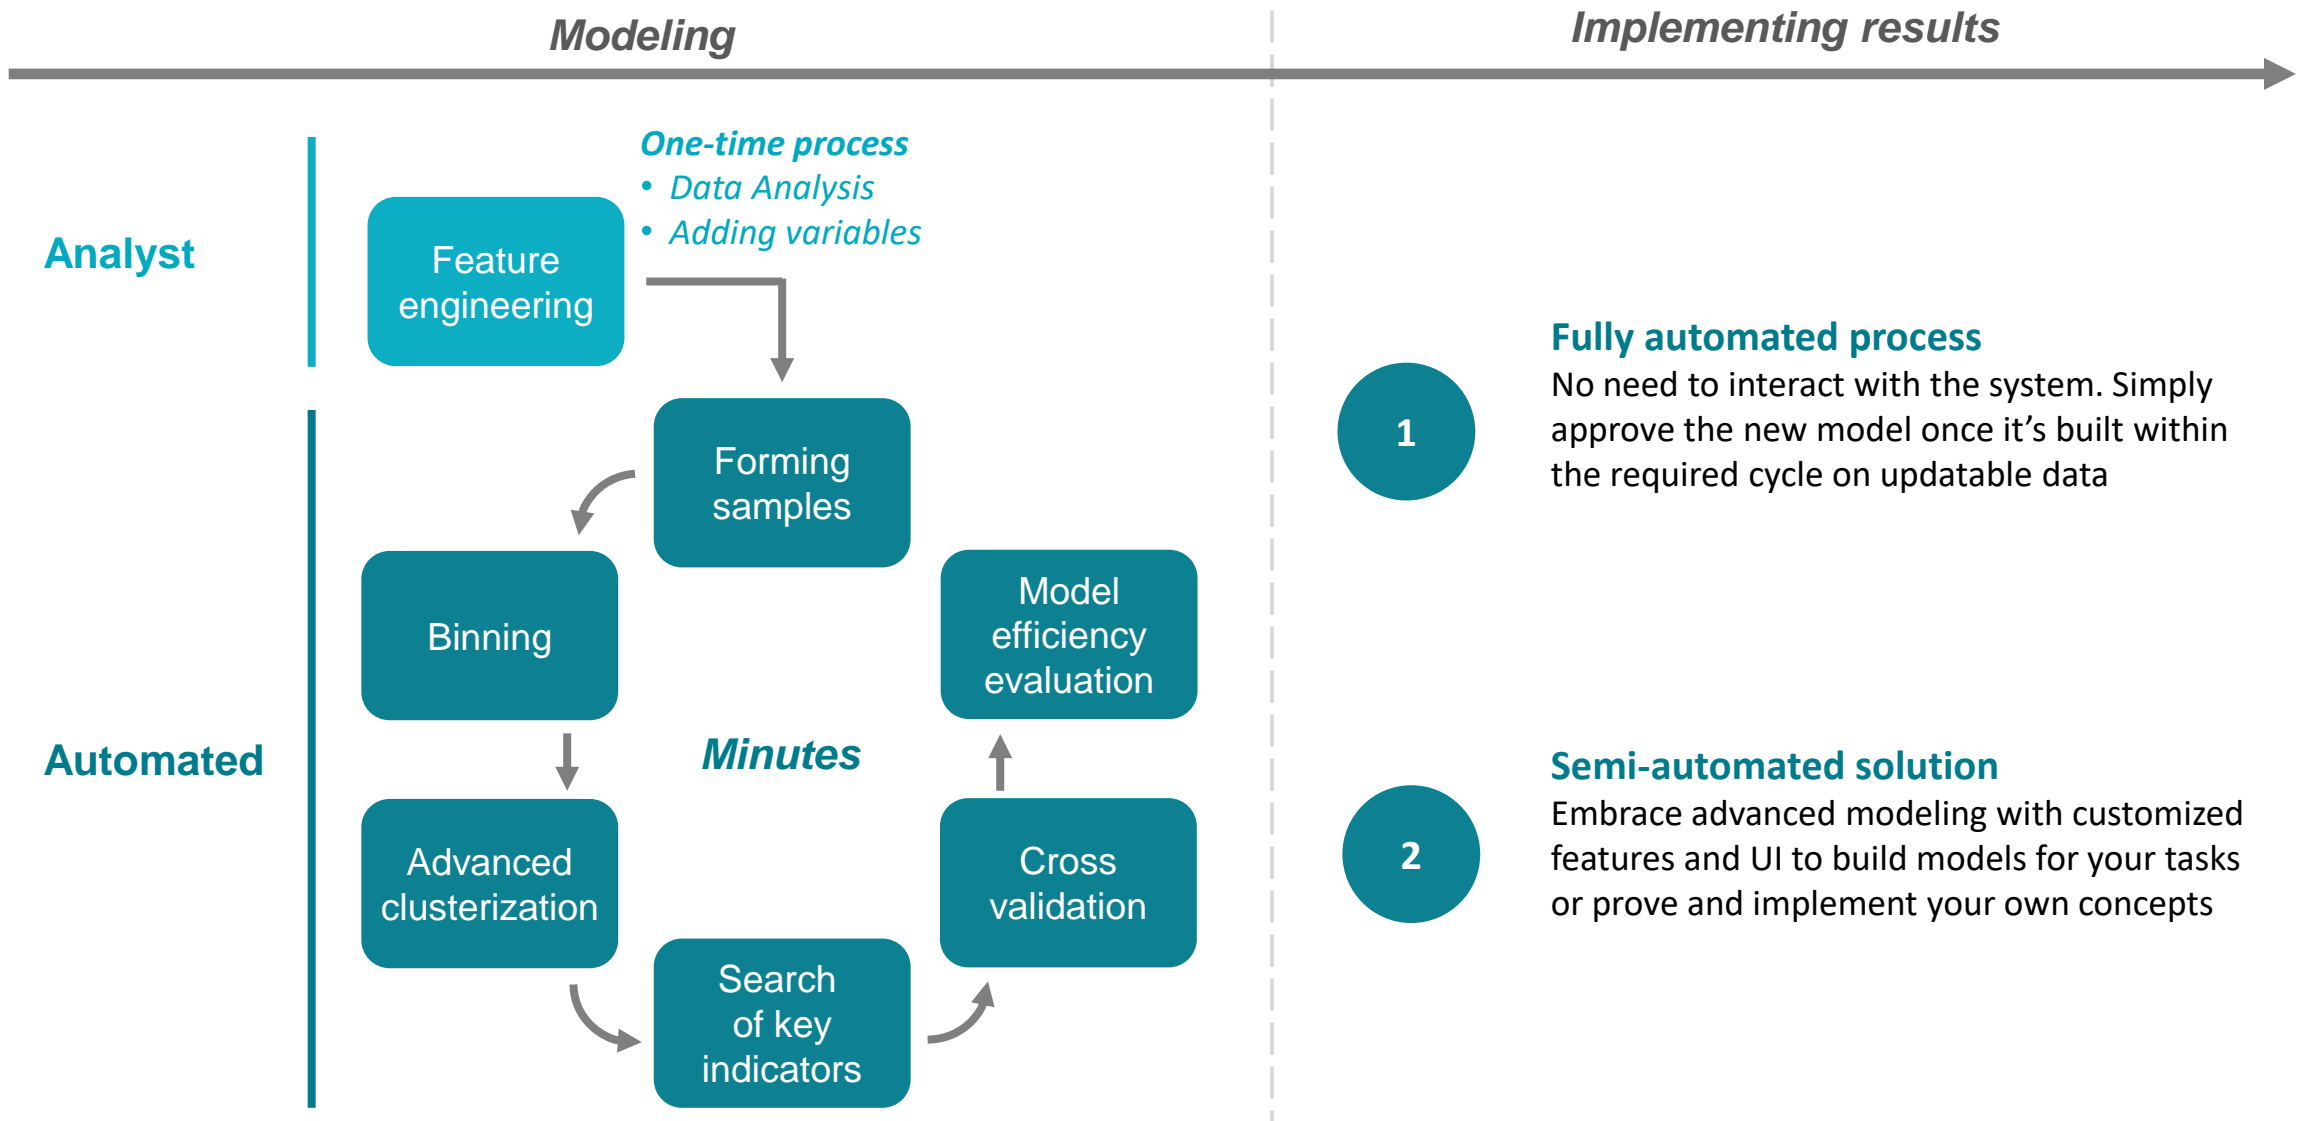 Modeling
Implementing results
One-time process
• Data Analysis
• Adding variables
Analyst
Feature
engineering
Forming
samples
Binning
Model
efficiency
evaluation
Automated
Minutes
Advanced
clusterization
Cross
validation
Search
of key
indicators
1
Fully automated process
No need to interact with the system. Simply
approve the new model once it’s built within
the required cycle on updatable data
2
Semi-automated solution
Embrace advanced modeling with customized
features and UI to build models for your tasks
or prove and implement your own concepts